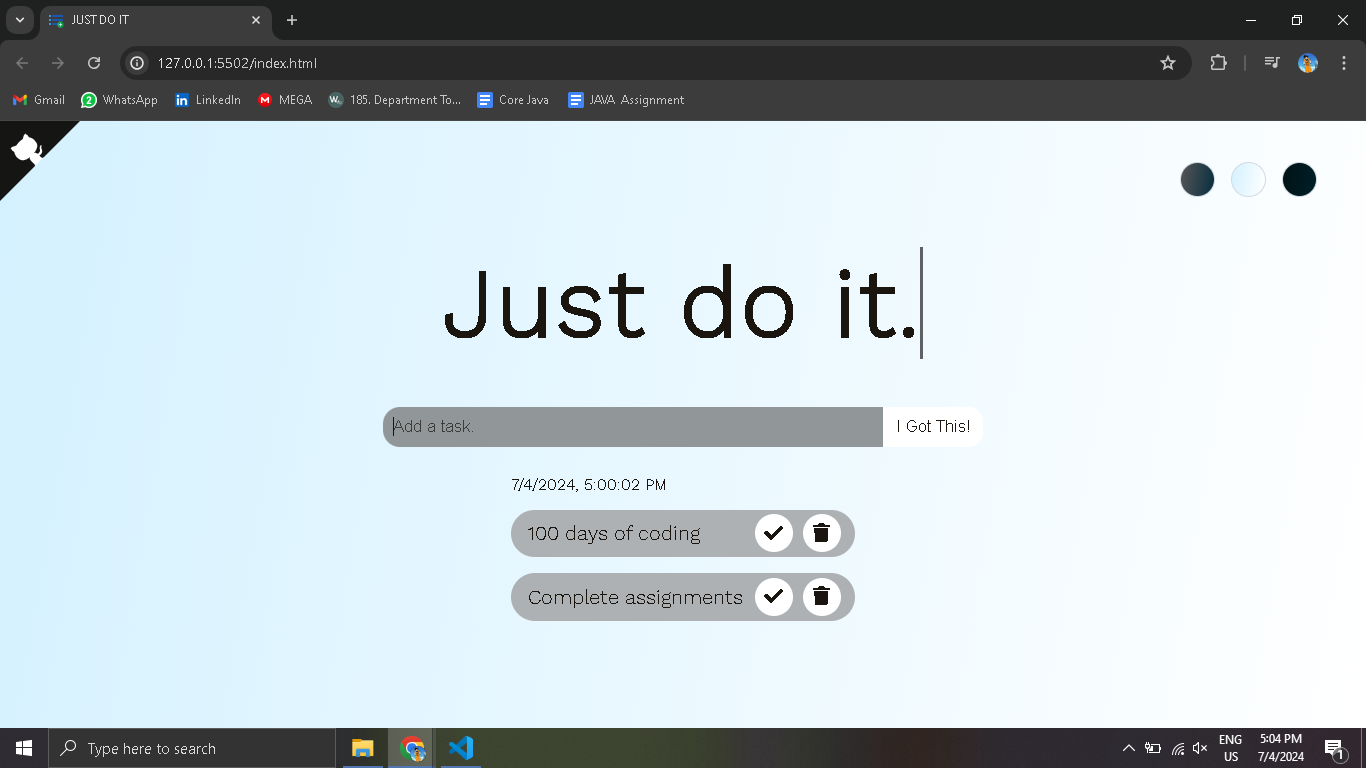 JUST DO IT
127.0.0.1:5502/index.html
Gmail
2
WhatsApp
in
LinkedIn
M
MEGA
185. Department To...
Core Java
JAVA Assignment
Just do it.
Add a task.
I Got This!
7/4/2024, 5:00:02 PM
100 days of coding
Complete assignments
Type here to search
ENG
US
5:04 PM
7/4/2024
1